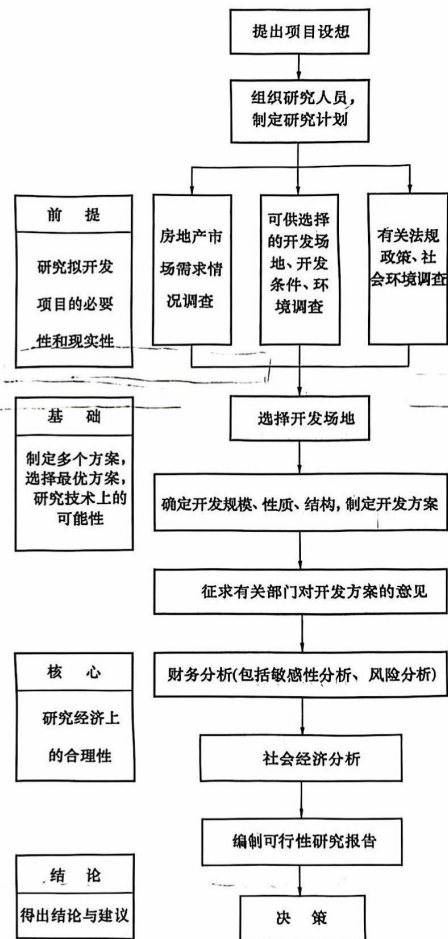 提出项目设想
组织研究人员，
制定研究计划
前 提
研究拟开发
项目的必要
性和现实性
房地产市
场需求情
况调查
可供选择
的开发场
地、开发
条件、环
境调查
有关法规
政策、社
会环境调查
基 础
制定多个方案，
选择最优方案，
研究技术上的
可能性
选择开发场地
确定开发规模、性质、结构，制定开发方案
征求有关部门对开发方案的意见
核 心
研究经济上
的合理性
财务分析(包括敏感性分析、风险分析)
社会经济分析
编制可行性研究报告
结 论
得出结论与建议
决 策